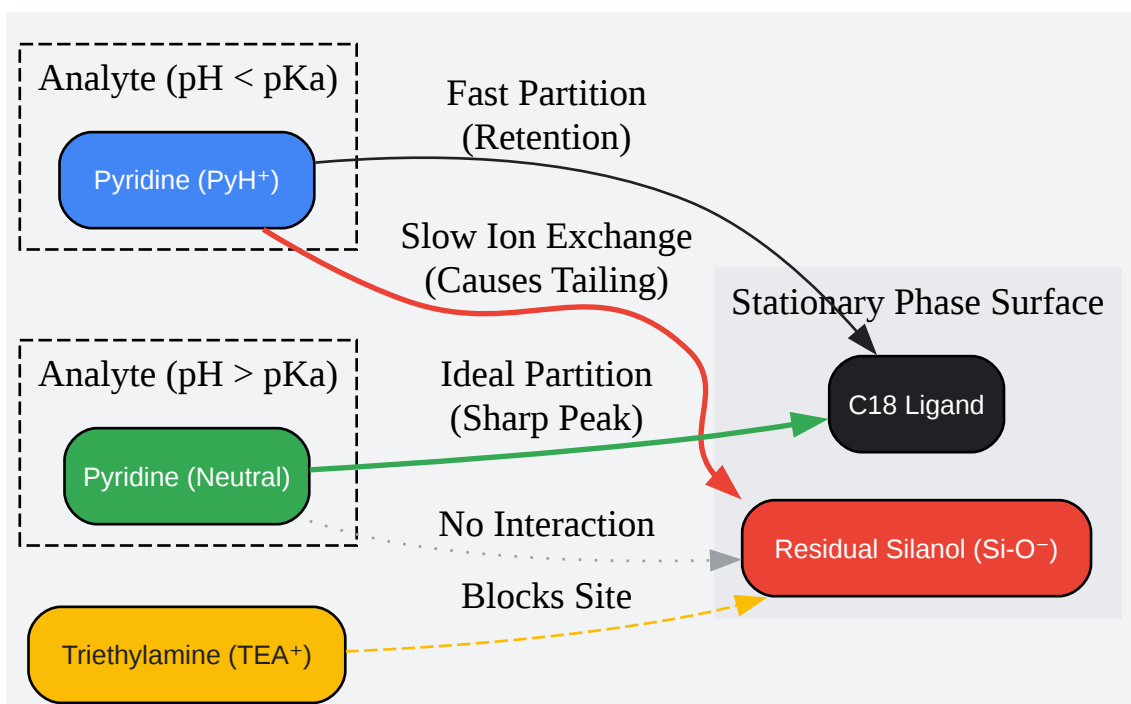 Analyte (pH < pKa)
Pyridine (PyH⁺)
Fast Partition
(Retention)
Slow Ion Exchange
(Causes Tailing)
Stationary Phase Surface
Analyte (pH > pKa)
Pyridine (Neutral)
Ideal Partition
(Sharp Peak)
C18 Ligand
No Interaction
Residual Silanol (Si-O⁻)
Blocks Site
Triethylamine (TEA⁺)